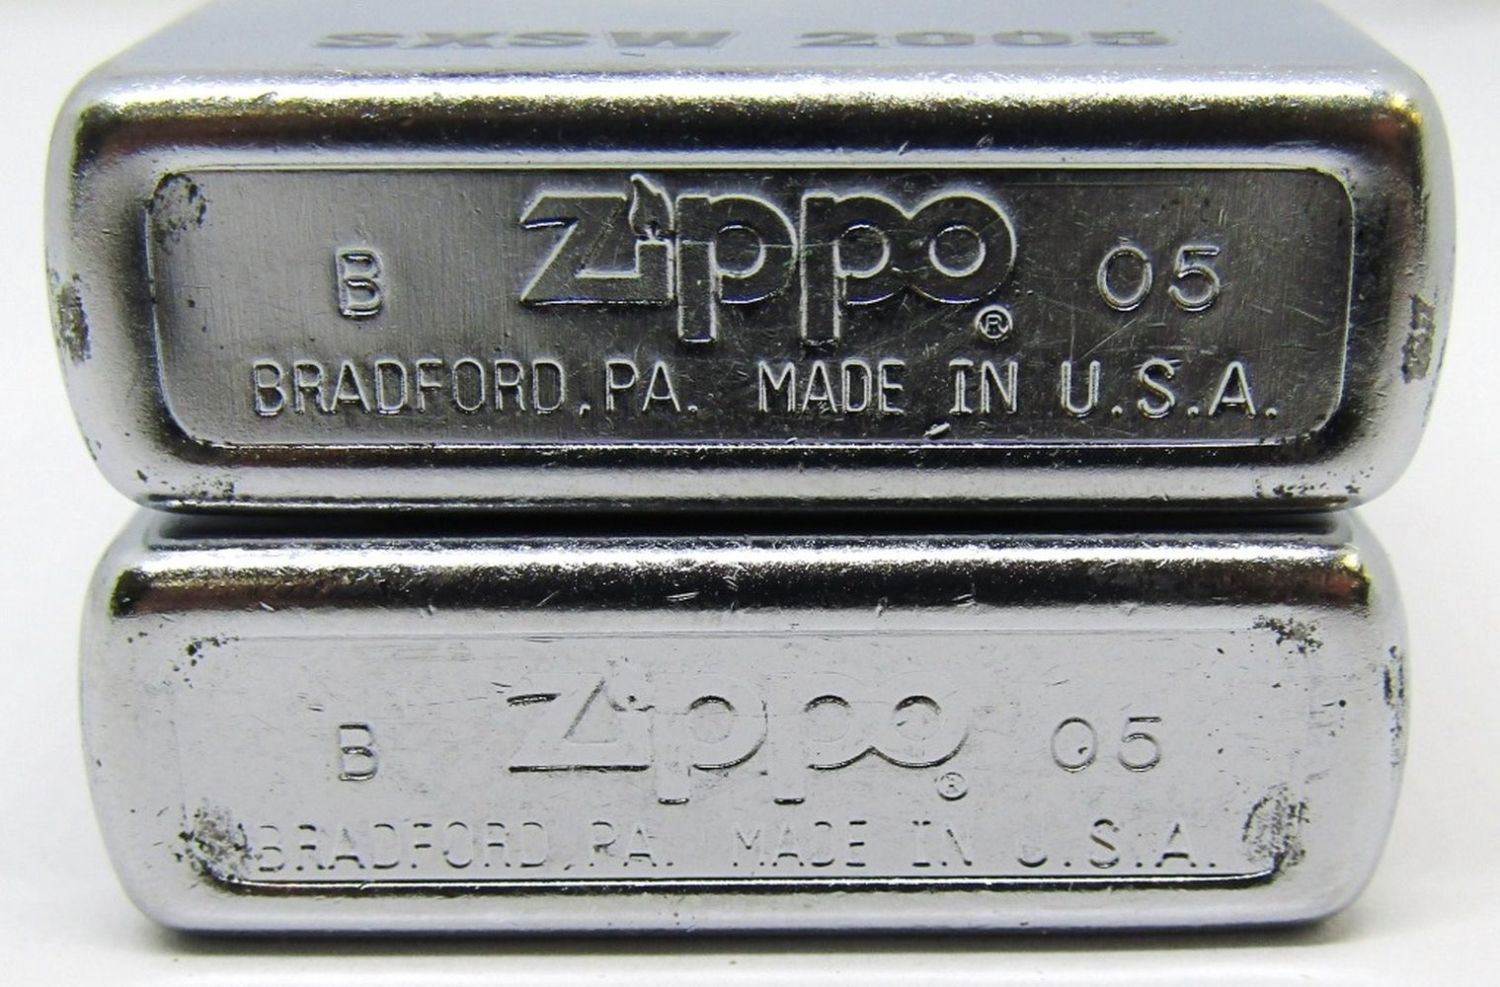 SXSW 2005
B Zippo ® 05
BRADFORD, PA. MADE IN U.S.A.
B Zippo ® 05
BRADFORD, PA. MADE IN U.S.A.